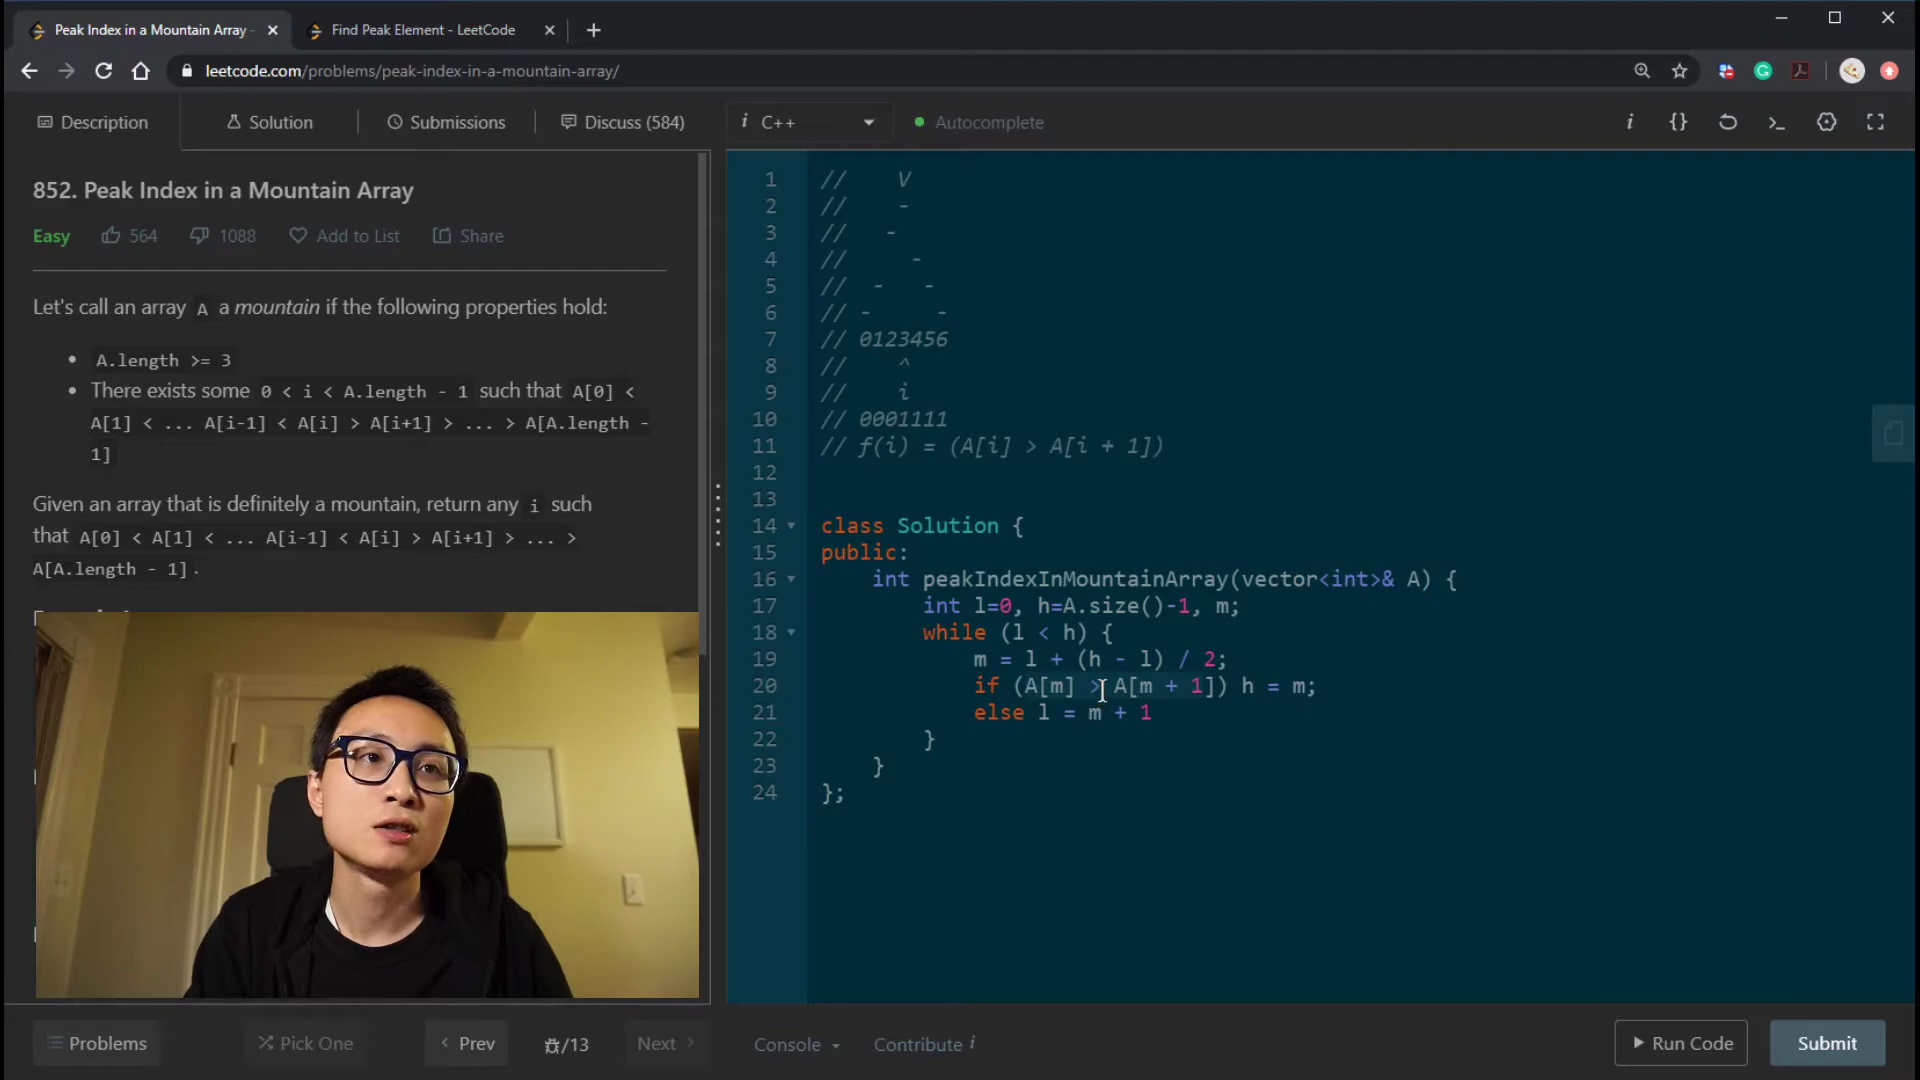 Peak Index in a Mountain Array -
Find Peak Element - LeetCode
leetcode.com/problems/peak-index-in-a-mountain-array/
Description
Solution
Submissions
Discuss (584)
i C++
Autocomplete
852. Peak Index in a Mountain Array
Easy 564 1088 Add to List Share
Let's call an array A a mountain if the following properties hold:
• A.length >= 3
• There exists some 0 < i < A.length - 1 such that A[0] <
A[1] < ... A[i-1] < A[i] > A[i+1] > ... > A[A.length -
1]
Given an array that is definitely a mountain, return any i such
that A[0] < A[1] < ... A[i-1] < A[i] > A[i+1] > ... >
A[A.length - 1].
1 //    V
2 //    -
3 //   -
4 //     -
5 //  -   -
6 // -     -
7 // 0123456
8 //    ^
9 //    i
10 // 0001111
11 // f(i) = (A[i] > A[i + 1])
12
13
14 class Solution {
15 public:
16     int peakIndexInMountainArray(vector<int>& A) {
17         int l=0, h=A.size()-1, m;
18         while (l < h) {
19             m = l + (h - l) / 2;
20             if (A[m] > A[m + 1]) h = m;
21             else l = m + 1
22         }
23     }
24 };
Problems
Pick One
Prev
/13
Next
Console
Contribute i
Run Code
Submit